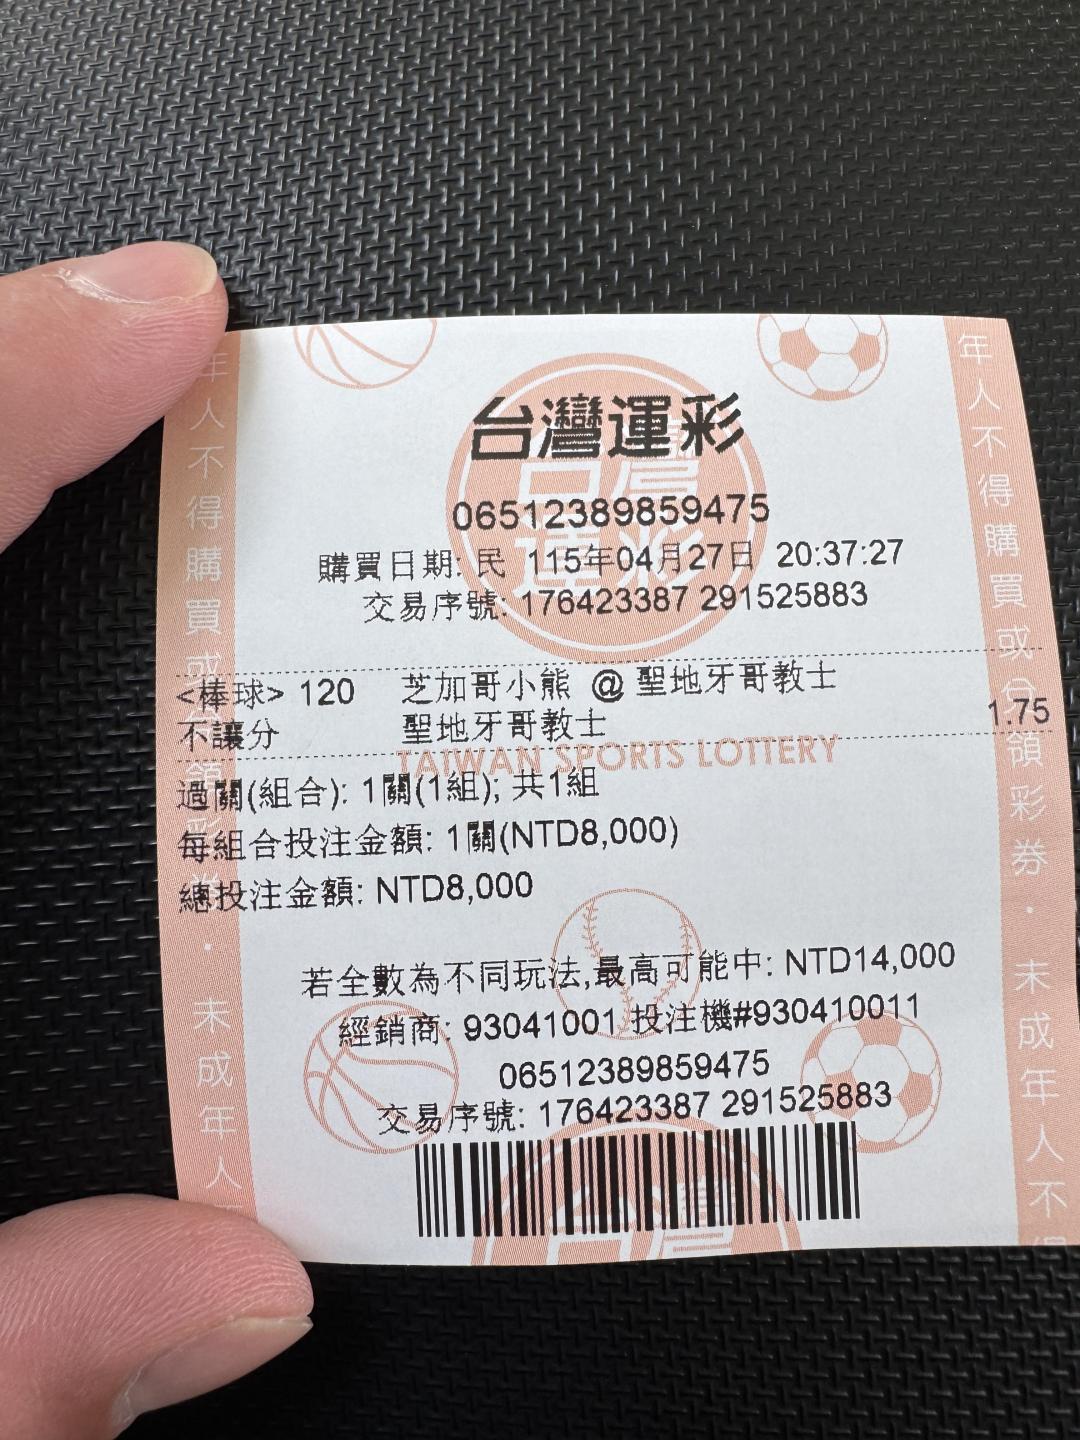 台灣運彩
06512389859475
購買日期: 民 115年04月27日 20:37:27
交易序號: 176423387 291525883
<棒球> 120 芝加哥小熊 @ 聖地牙哥教士
不讓分 聖地牙哥教士 1.75
TAIWAN SPORTS LOTTERY
過關(組合): 1關(1組); 共1組
每組合投注金額: 1關(NTD8,000)
總投注金額: NTD8,000
若全數為不同玩法,最高可能中: NTD14,000
經銷商: 93041001 投注機#930410011
06512389859475
交易序號: 176423387 291525883
年人不得購買或領彩券・未成年人
年人不得購買或兌領彩券・未成年人不得